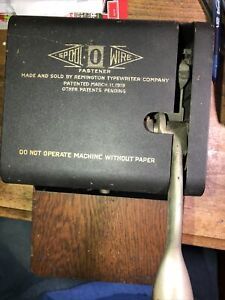 SPOOL O WIRE
FASTENER
MADE AND SOLD BY REMINGTON TYPEWRITER COMPANY
PATENTED MARCH 11, 1919
OTHER PATENTS PENDING
DO NOT OPERATE MACHINE WITHOUT PAPER